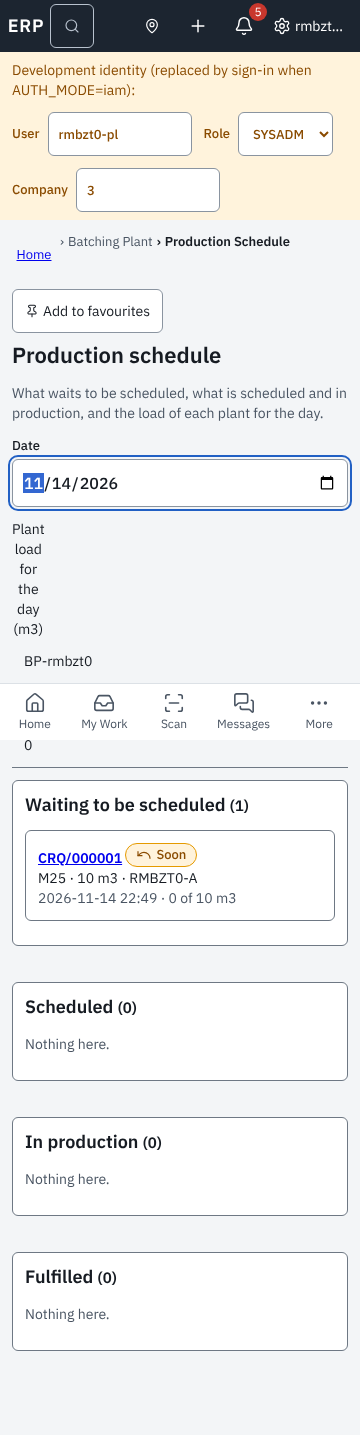 ERP
5
rmbzt...
Development identity (replaced by sign-in when
AUTH_MODE=iam):
User rmbzt0-pl Role SYSADM
Company 3
Home › Batching Plant › Production Schedule
Add to favourites
Production schedule
What waits to be scheduled, what is scheduled and in
production, and the load of each plant for the day.
Date
11/14/2026
Plant
load
for
the
day
(m3)
BP-rmbzt0
Home My Work Scan Messages More
0
Waiting to be scheduled (1)
CRQ/000001 Soon
M25 · 10 m3 · RMBZT0-A
2026-11-14 22:49 · 0 of 10 m3
Scheduled (0)
Nothing here.
In production (0)
Nothing here.
Fulfilled (0)
Nothing here.